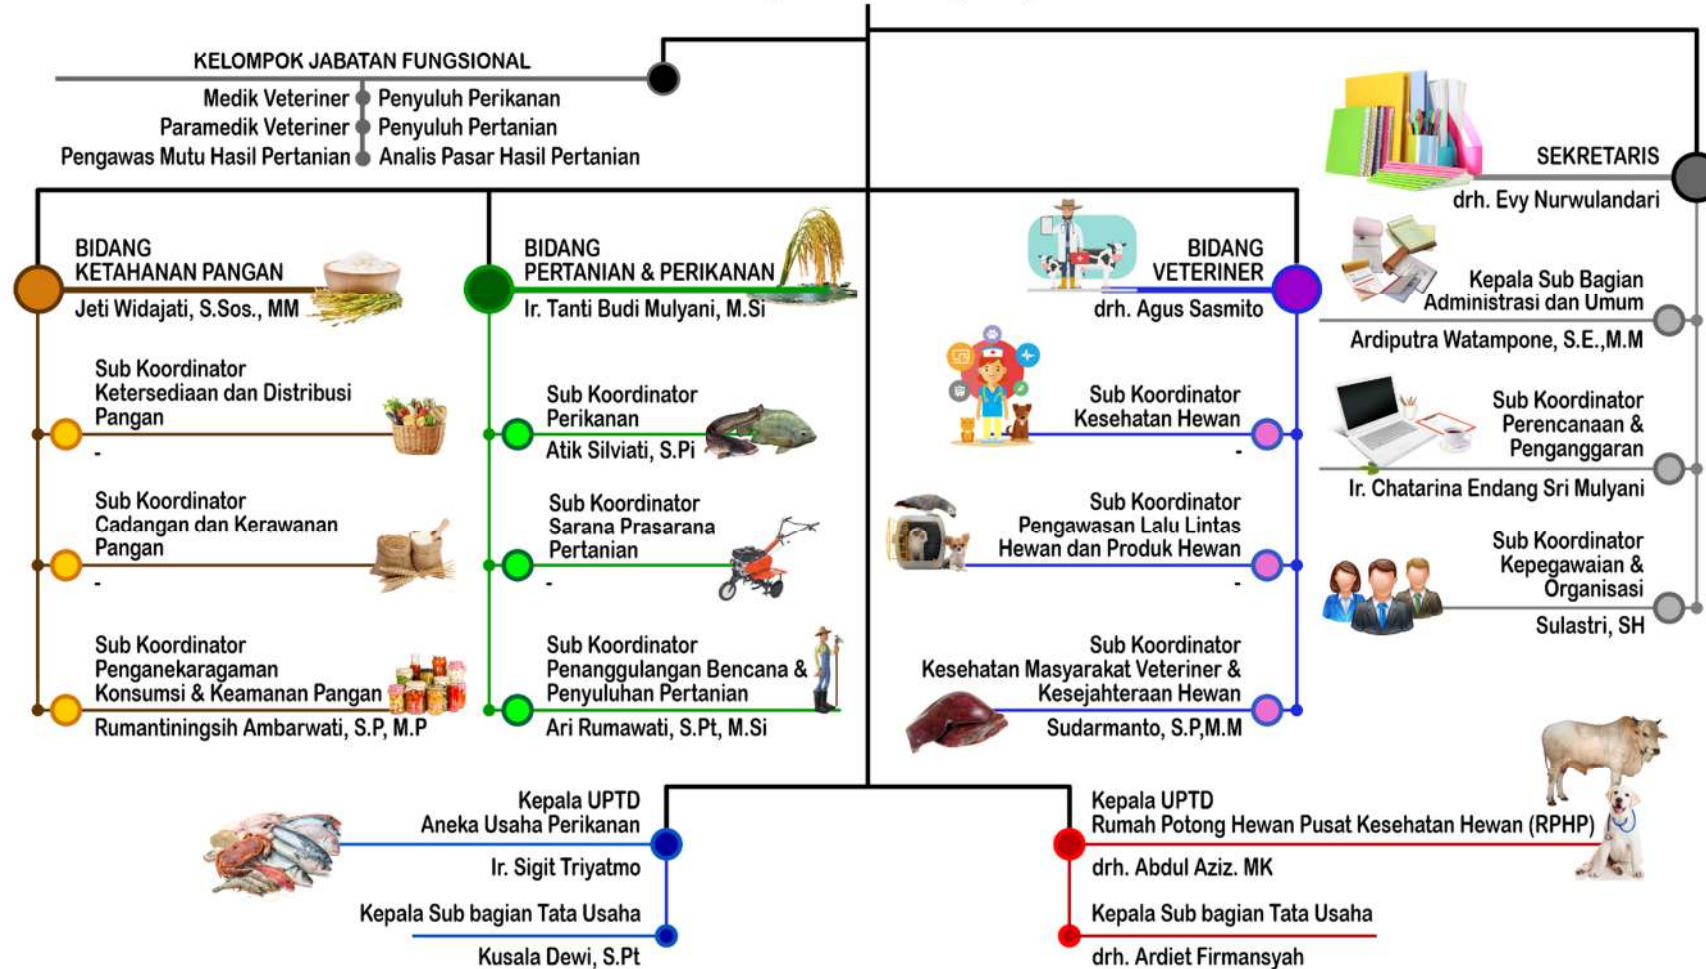 KELOMPOK JABATAN FUNGSIONAL
Medik Veteriner
Penyuluh Perikanan
Paramedik Veteriner
Penyuluh Pertanian
Pengawas Mutu Hasil Pertanian
Analis Pasar Hasil Pertanian
SEKRETARIS
drh. Evy Nurwulandari
Kepala Sub Bagian
Administrasi dan Umum
Ardiputra Watampone, S.E.,M.M
Sub Koordinator
Perencanaan &
Penganggaran
Ir. Chatarina Endang Sri Mulyani
Sub Koordinator
Kepegawaian &
Organisasi
Sulastri, SH
BIDANG
KETAHANAN PANGAN
Jeti Widajati, S.Sos., MM
Sub Koordinator
Ketersediaan dan Distribusi
Pangan
-
Sub Koordinator
Cadangan dan Kerawanan
Pangan
-
Sub Koordinator
Penganekaragaman
Konsumsi & Keamanan Pangan
Rumantiningsih Ambarwati, S.P, M.P
BIDANG
PERTANIAN & PERIKANAN
Ir. Tanti Budi Mulyani, M.Si
Sub Koordinator
Perikanan
Atik Silviati, S.Pi
Sub Koordinator
Sarana Prasarana
Pertanian
-
Sub Koordinator
Penanggulangan Bencana &
Penyuluhan Pertanian
Ari Rumawati, S.Pt, M.Si
BIDANG
VETERINER
drh. Agus Sasmito
Sub Koordinator
Kesehatan Hewan
-
Sub Koordinator
Pengawasan Lalu Lintas
Hewan dan Produk Hewan
-
Sub Koordinator
Kesehatan Masyarakat Veteriner &
Kesejahteraan Hewan
Sudarmanto, S.P,M.M
Kepala UPTD
Aneka Usaha Perikanan
Ir. Sigit Triyatmo
Kepala Sub bagian Tata Usaha
Kusala Dewi, S.Pt
Kepala UPTD
Rumah Potong Hewan Pusat Kesehatan Hewan (RPHP)
drh. Abdul Aziz. MK
Kepala Sub bagian Tata Usaha
drh. Ardiet Firmansyah